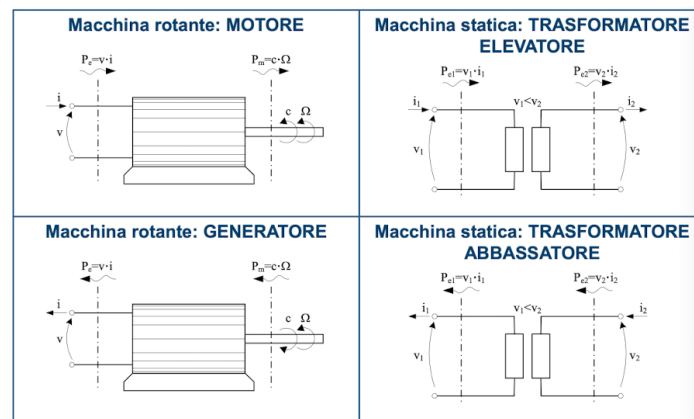 Macchina rotante: MOTORE
Pₑ=v·i
Pₘ=c·Ω
i
v
c Ω
Macchina statica: TRASFORMATORE
ELEVATORE
Pₑ₁=v₁·i₁
Pₑ₂=v₂·i₂
i₁
v₁<v₂
i₂
v₁
v₂
Macchina rotante: GENERATORE
Pₑ=v·i
Pₘ=c·Ω
i
v
c Ω
Macchina statica: TRASFORMATORE
ABBASSATORE
Pₑ₁=v₁·i₁
Pₑ₂=v₂·i₂
i₁
v₁<v₂
i₂
v₁
v₂